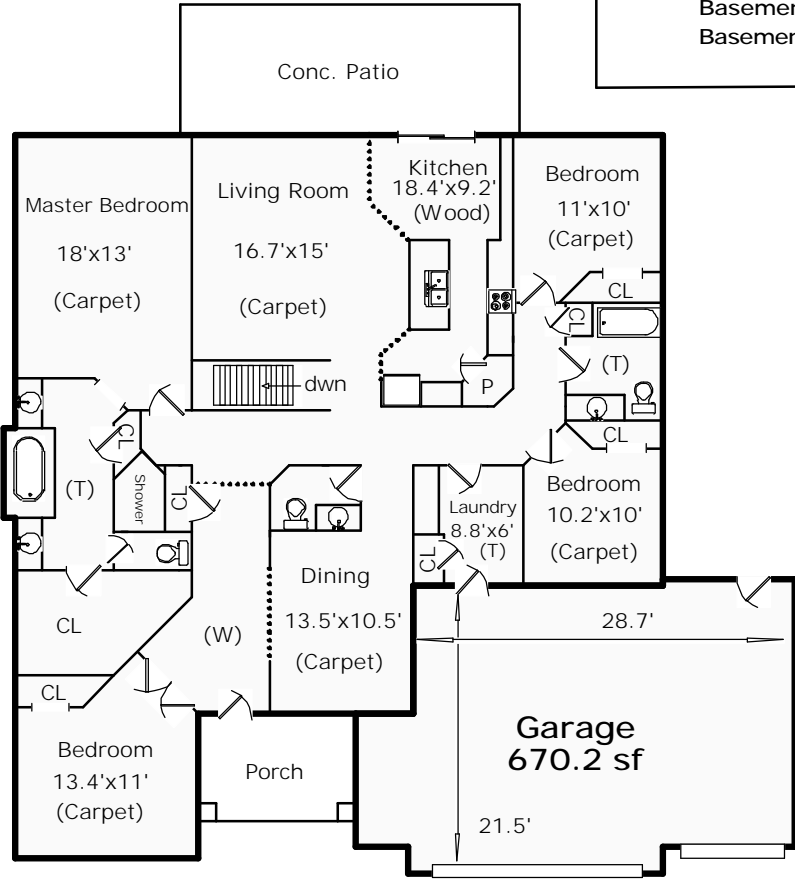 Basemen
Basemen
Conc. Patio
Master Bedroom
18'x13'
(Carpet)
Living Room
16.7'x15'
(Carpet)
Kitchen
18.4'x9.2'
(Wood)
Bedroom
11'x10'
(Carpet)
CL
CL
(T)
dwn
P
CL
CL
(T)
Shower
CL
Laundry
8.8'x6'
(T)
Bedroom
10.2'x10'
(Carpet)
CL
Dining
13.5'x10.5'
(Carpet)
CL
(W)
28.7'
CL
Bedroom
13.4'x11'
(Carpet)
Porch
Garage
670.2 sf
21.5'